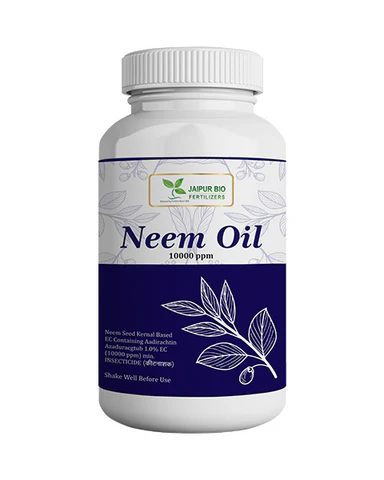 JAIPUR BIO
FERTILIZERS
Neem Oil
10000 ppm
Neem Seed Kernal Based
EC Containing Aadirachtin
Azaduracgtub 1.0% EC
(10000 ppm) min.
INSECTICIDE (कीटनाशक)
Shake Well Before Use